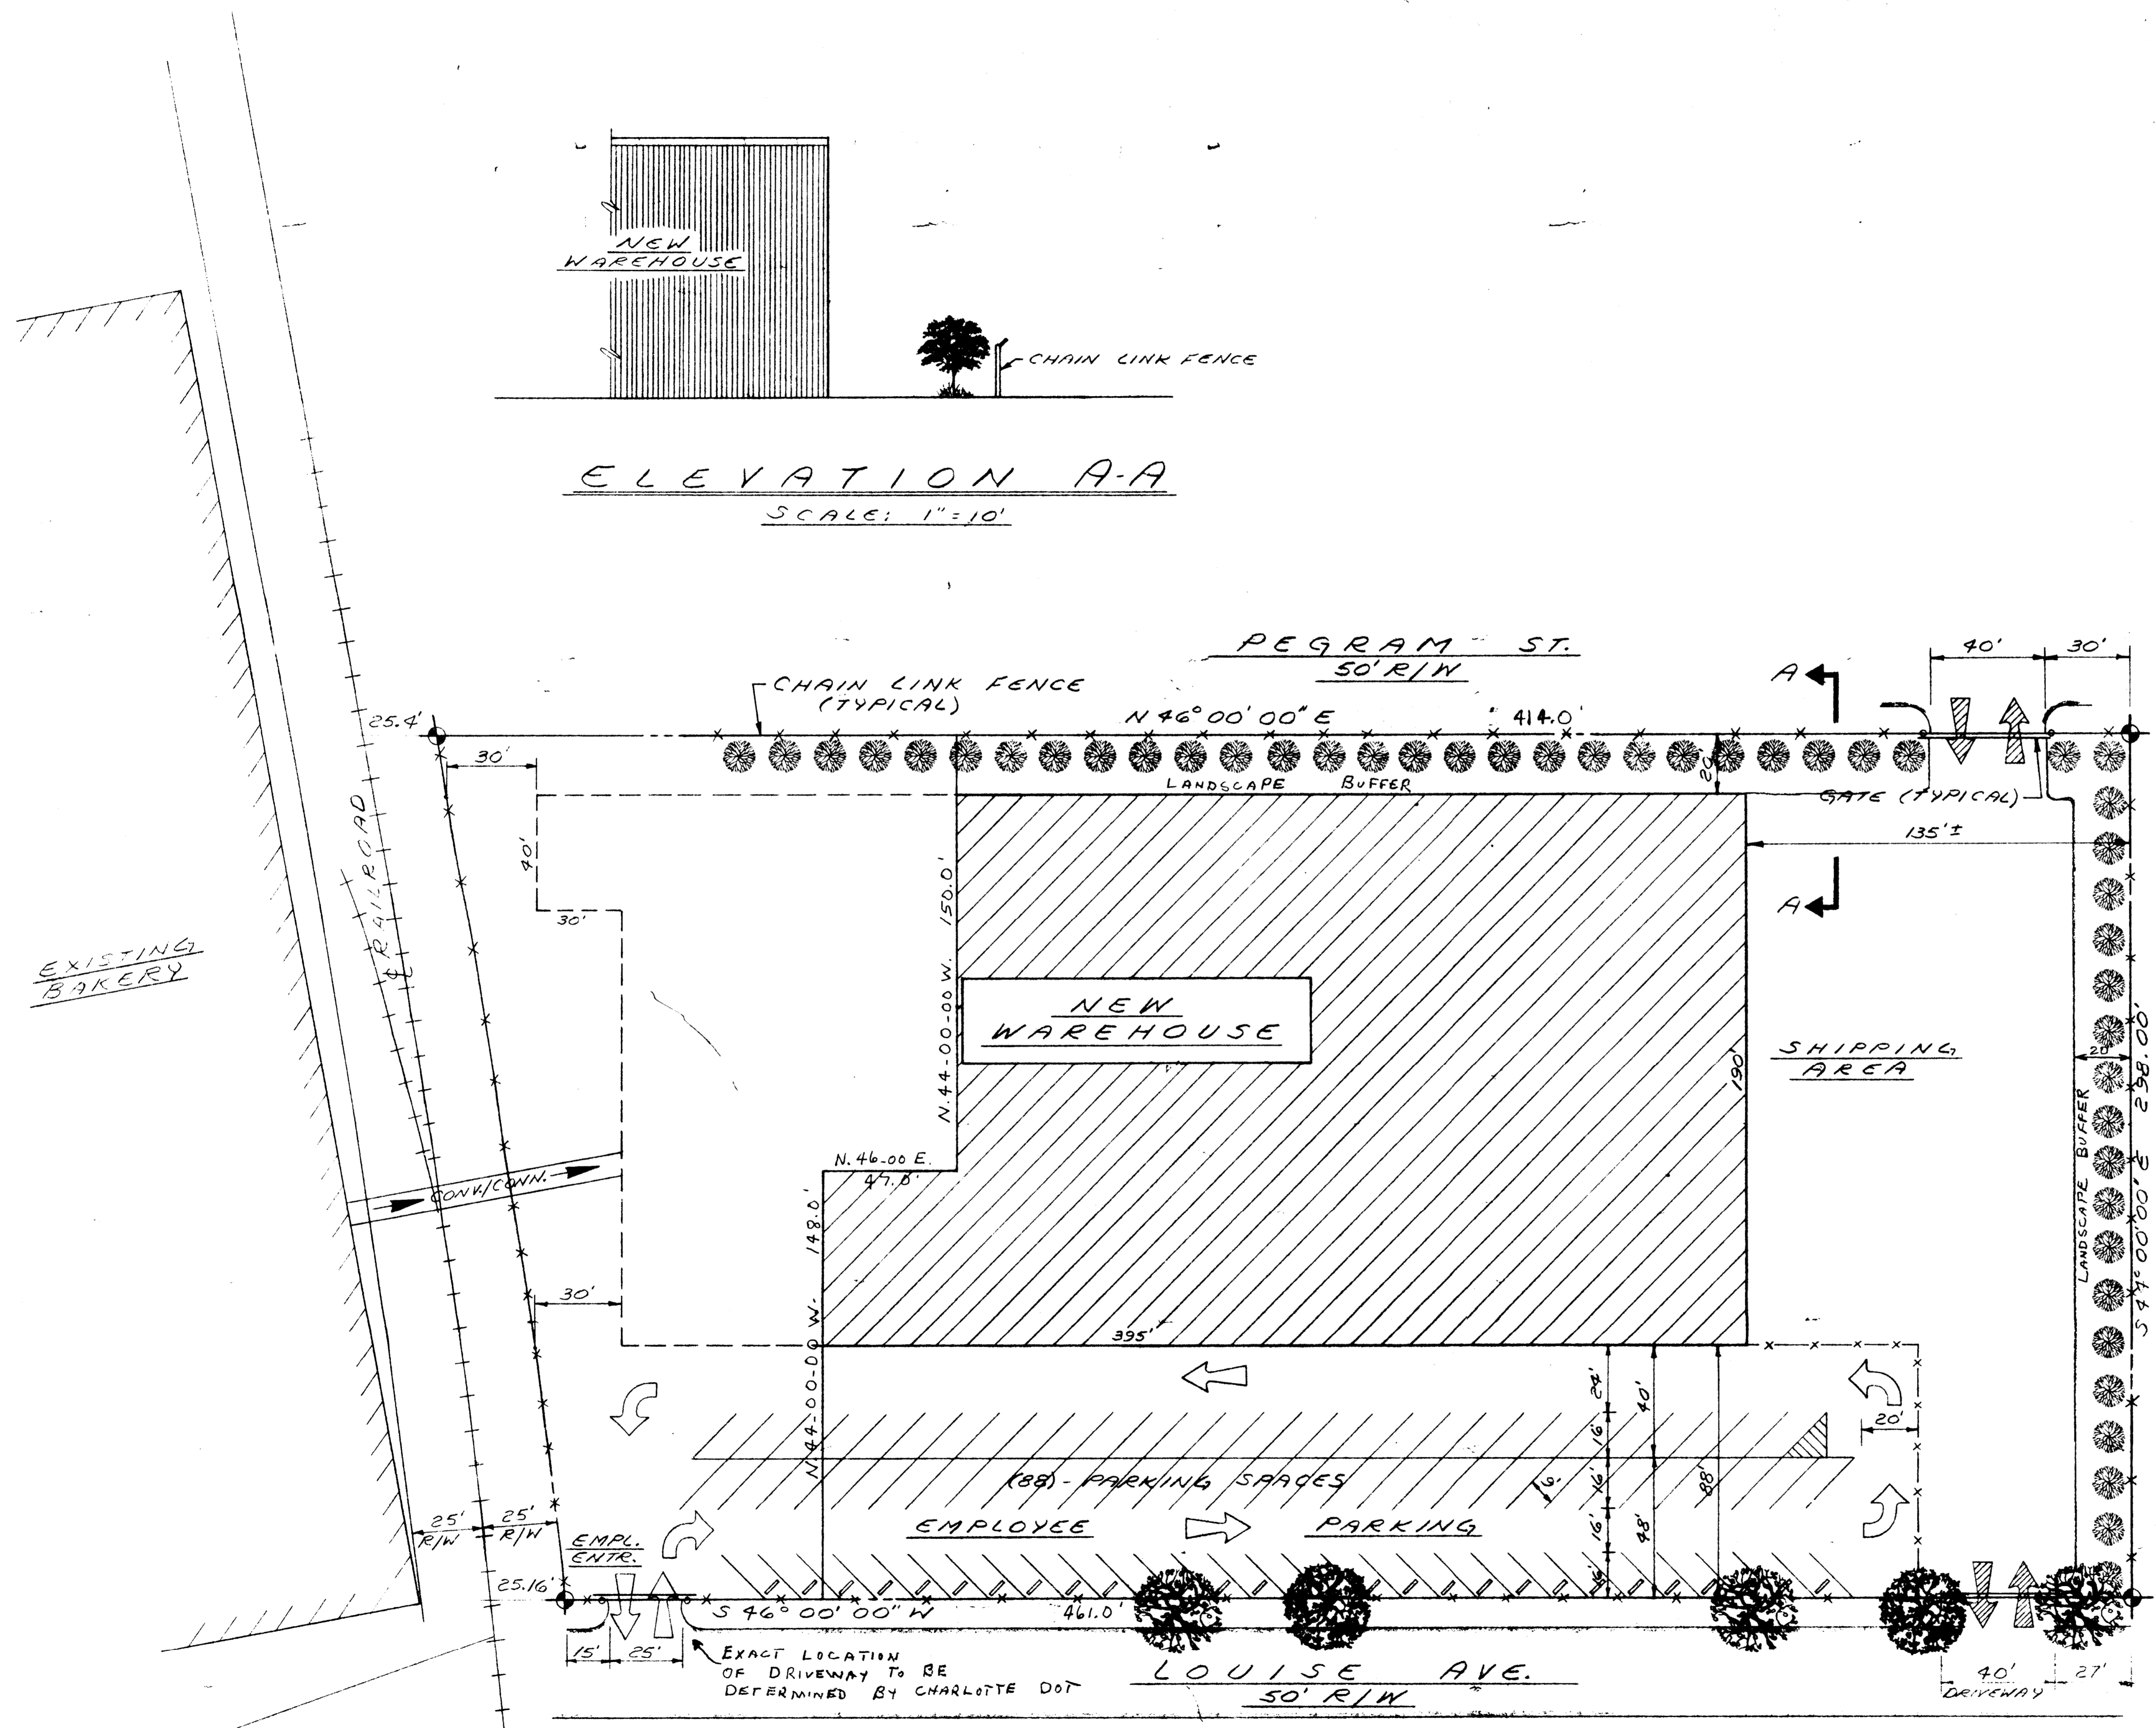 NEW
WAREHOUSE
CHAIN LINK FENCE
ELEVATION A-A
SCALE: 1"=10'
PEGRAM ST.
50' R/W
40'
30'
A
CHAIN LINK FENCE
(TYPICAL)
N 46° 00' 00" E
414.0'
25.4'
30'
20'
LANDSCAPE BUFFER
GATE (TYPICAL)
135'±
40'
30'
A
℄ RAILROAD
EXISTING
BAKERY
150.0'
N.44-00-00 W.
NEW
WAREHOUSE
190'
SHIPPING
AREA
20'
298.00'
LANDSCAPE BUFFER
CONV./CONN.
N.46-00 E.
47.0'
148.0'
N.44-00-00 W.
30'
395'±
24'
40'
16'
20'
(88)-PARKING SPACES
16'
88'
EMPLOYEE PARKING
16'
48'
16'
25'
R/W
25'
R/W
EMPL.
ENTR.
25.16'
S 46° 00' 00" W
461.0'
15'
25'
EXACT LOCATION
OF DRIVEWAY TO BE
DETERMINED BY CHARLOTTE DOT
LOUISE AVE.
50' R/W
40'
27'
DRIVEWAY